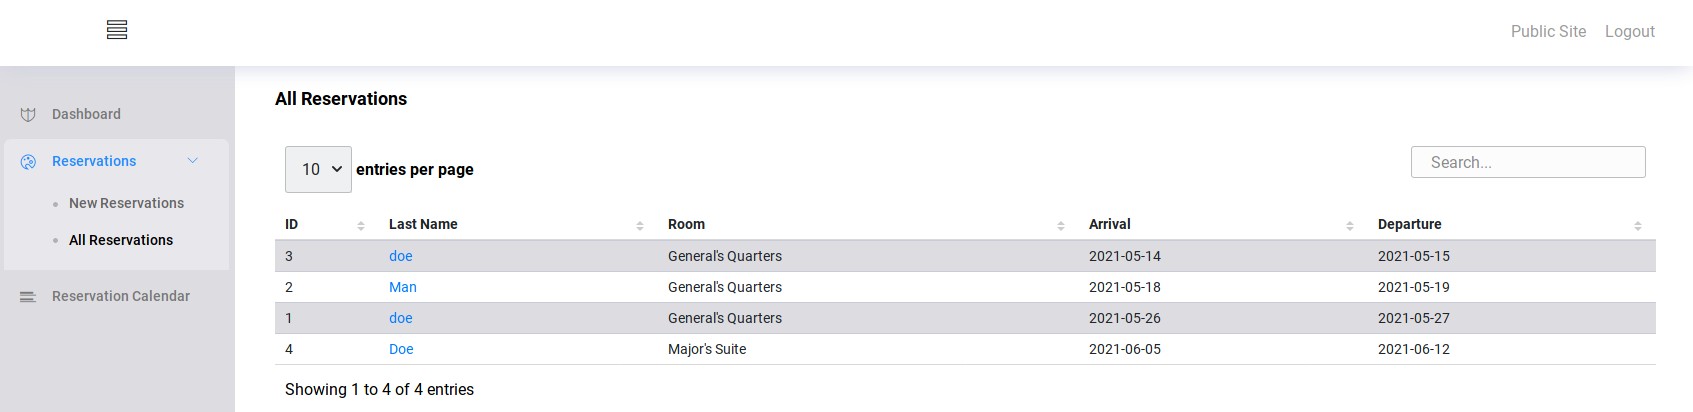 Public Site Logout
Dashboard
Reservations
New Reservations
All Reservations
Reservation Calendar
All Reservations
10 entries per page
Search...
ID Last Name Room Arrival Departure
3 doe General's Quarters 2021-05-14 2021-05-15
2 Man General's Quarters 2021-05-18 2021-05-19
1 doe General's Quarters 2021-05-26 2021-05-27
4 Doe Major's Suite 2021-06-05 2021-06-12
Showing 1 to 4 of 4 entries